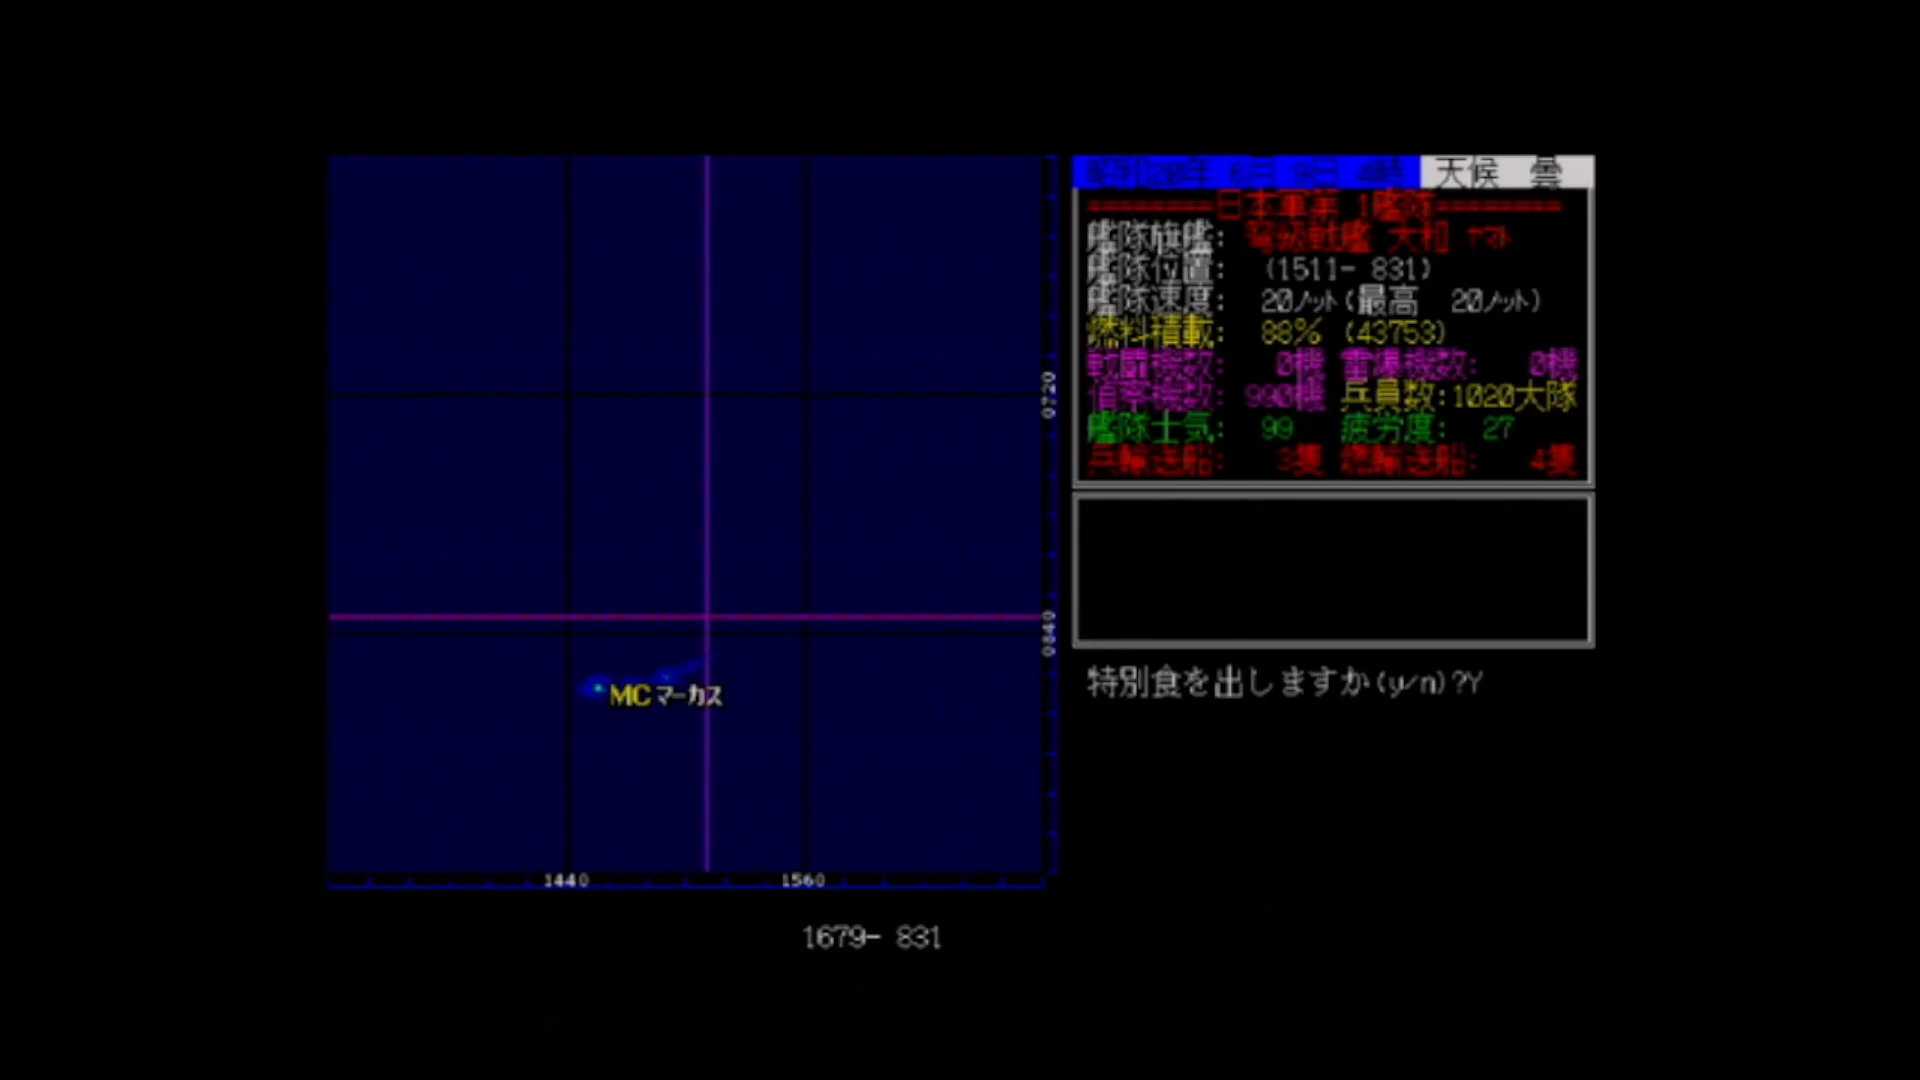 天候 曇
========日本軍第 1艦隊========
艦隊旗艦: 弩級戦艦 大和 ヤマト
艦隊位置: (1511- 831)
艦隊速度: 20ノット(最高 20ノット)
燃料積載: 88% (43753)
戦闘機数: 0機 雷爆機数: 0機
偵察機数: 990機 兵員数:1020大隊
艦隊士気: 99 疲労度: 27
兵輸送船: 3隻 燃輸送船: 4隻
0720
0840
MCマーカス
特別食を出しますか(y/n)?Y
1440 1560
1679- 831